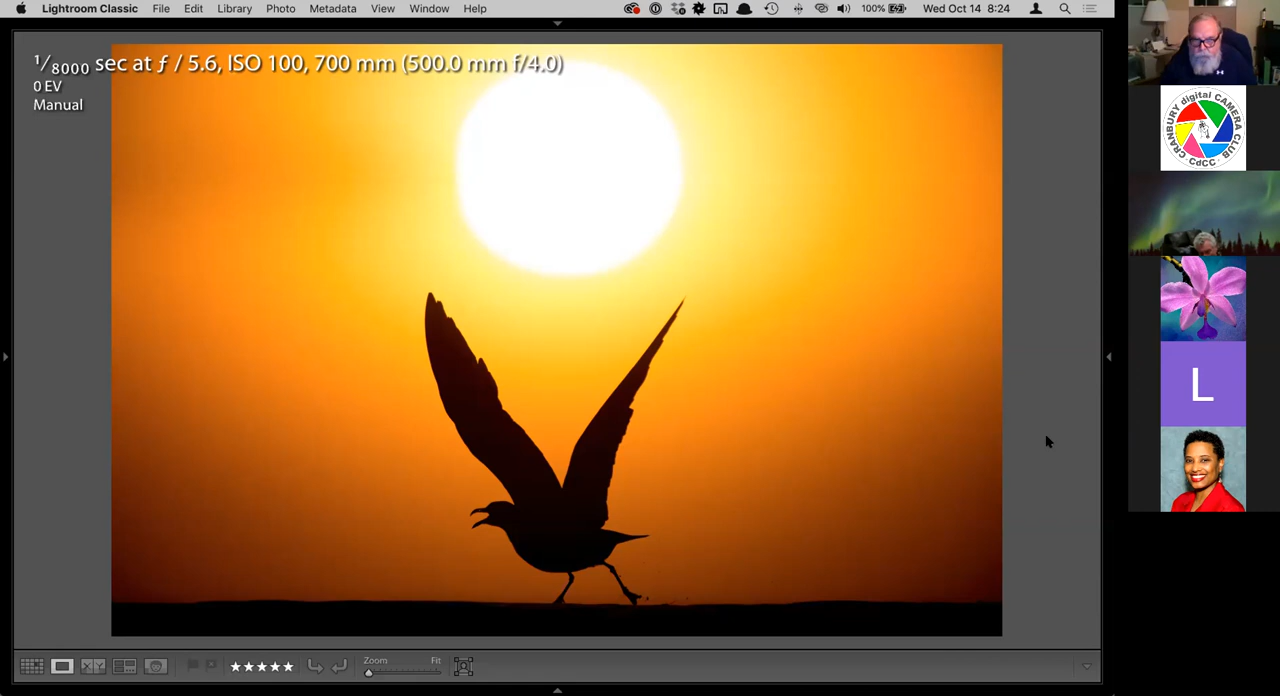 Lightroom Classic File Edit Library Photo Metadata View Window Help 100% Wed Oct 14 8:24
1/8000 sec at ƒ / 5.6, ISO 100, 700 mm (500.0 mm f/4.0)
0 EV
Manual
CRANBURY digital CAMERA CLUB
CdCC
L
Zoom Fit
XY